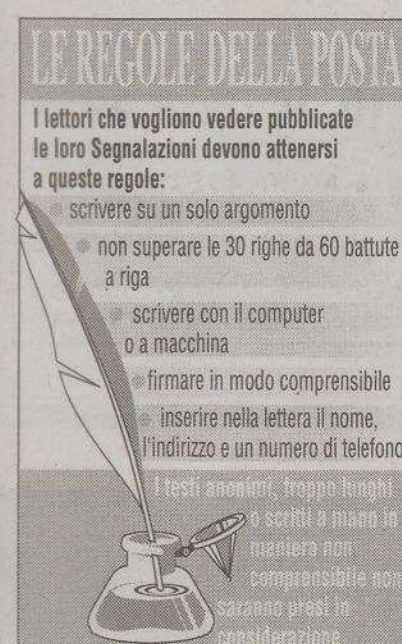 LE REGOLE DELLA POSTA
I lettori che vogliono vedere pubblicate
le loro Segnalazioni devono attenersi
a queste regole:
scrivere su un solo argomento
non superare le 30 righe da 60 battute
a riga
scrivere con il computer
o a macchina
firmare in modo comprensibile
inserire nella lettera il nome,
l'indirizzo e un numero di telefono
I testi anonimi, troppo lunghi
o scritti a mano in
maniera non
comprensibile non
saranno presi in
considerazione